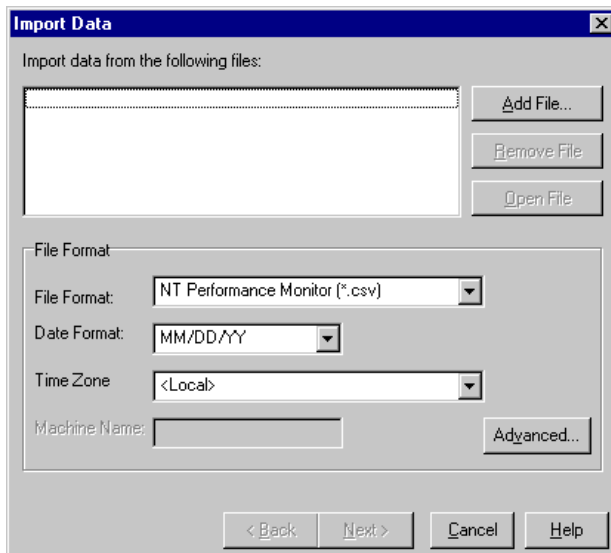 Import Data
Import data from the following files:
Add File...
Remove File
Open File
File Format
File Format:
NT Performance Monitor (*.csv)
Date Format:
MM/DD/YY
Time Zone
<Local>
Machine Name:
Advanced...
< Back
Next >
Cancel
Help